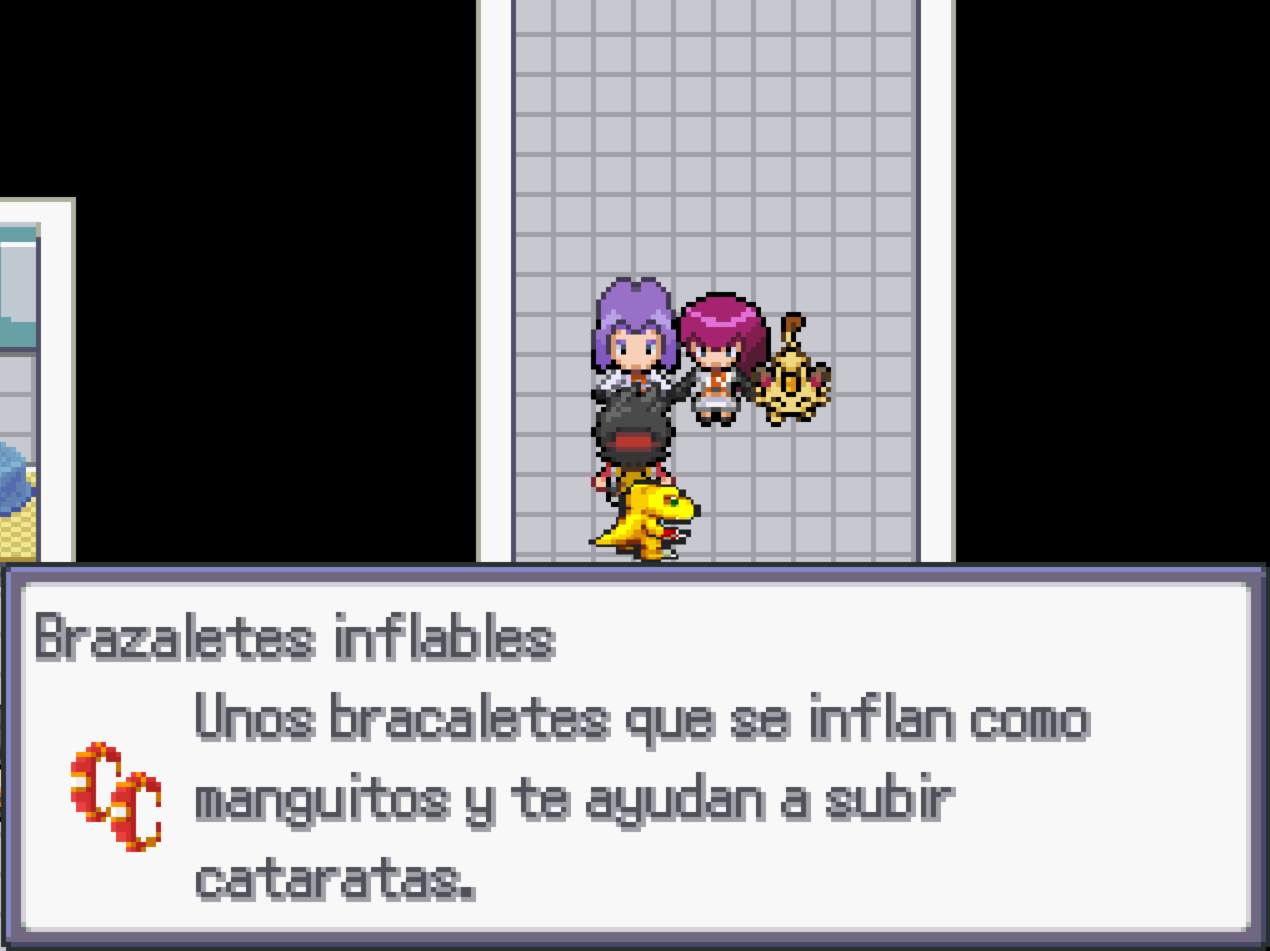 Brazaletes inflables
Unos bracaletes que se inflan como
manguitos y te ayudan a subir
cataratas.